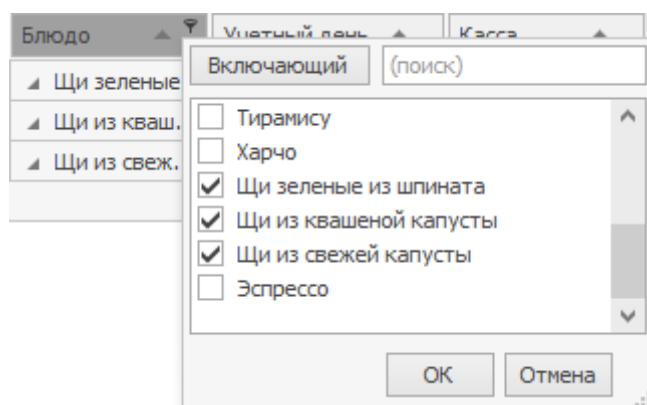 Блюдо Учетный день Касса
Щи зеленые
Щи из кваш.
Щи из свеж.
Включающий (поиск)
Тирамису
Харчо
Щи зеленые из шпината
Щи из квашеной капусты
Щи из свежей капусты
Эспрессо
ОК Отмена